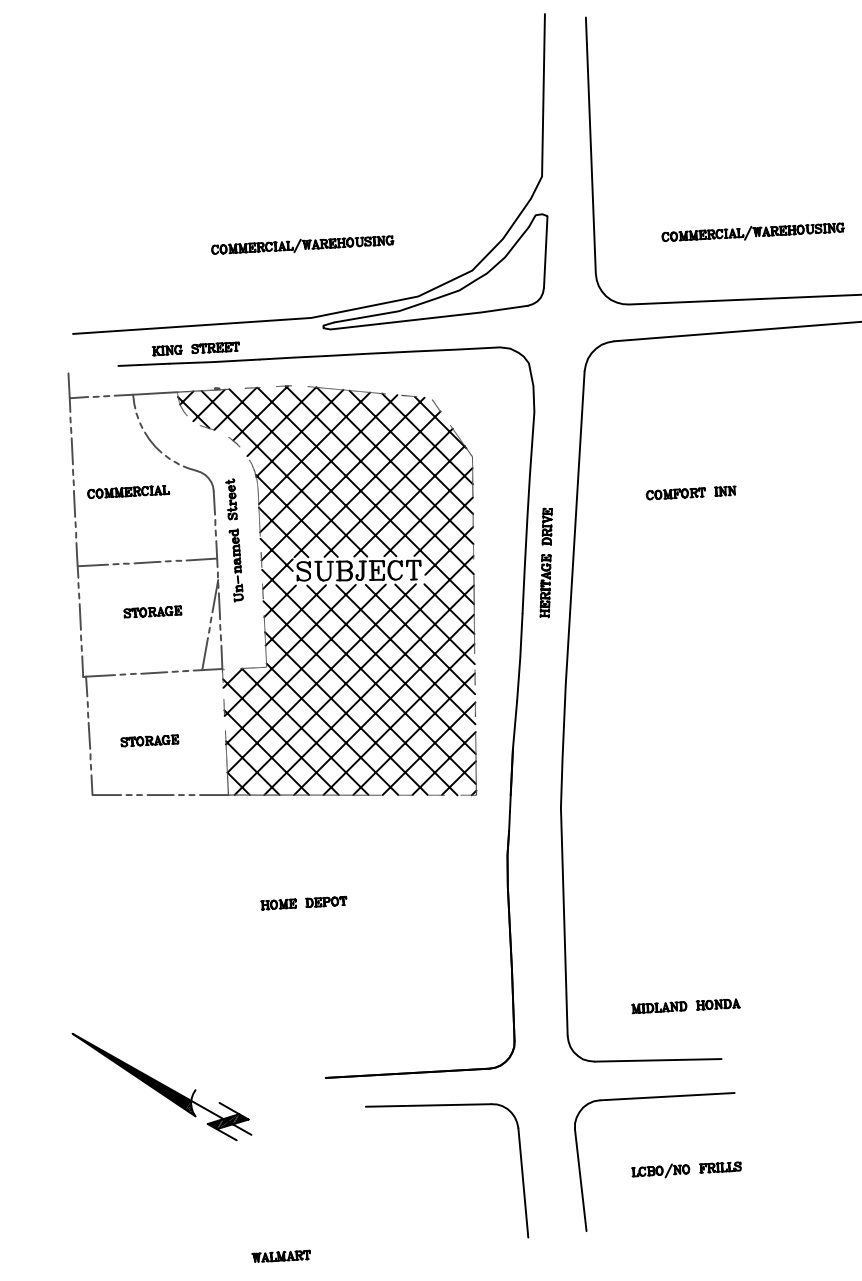 COMMERCIAL/WAREHOUSING
COMMERCIAL/WAREHOUSING
KING STREET
COMMERCIAL
Un-named Street
COMFORT INN
HERITAGE DRIVE
SUBJECT
STORAGE
STORAGE
HOME DEPOT
MIDLAND HONDA
N
LCBO/NO FRILLS
WALMART